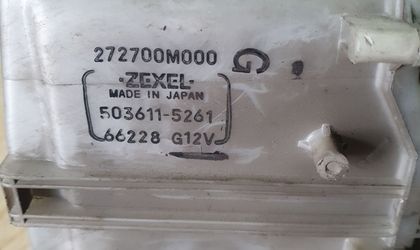 272700M000 G
·ZEXEL·
MADE IN JAPAN
503611-5261
66228 G12V